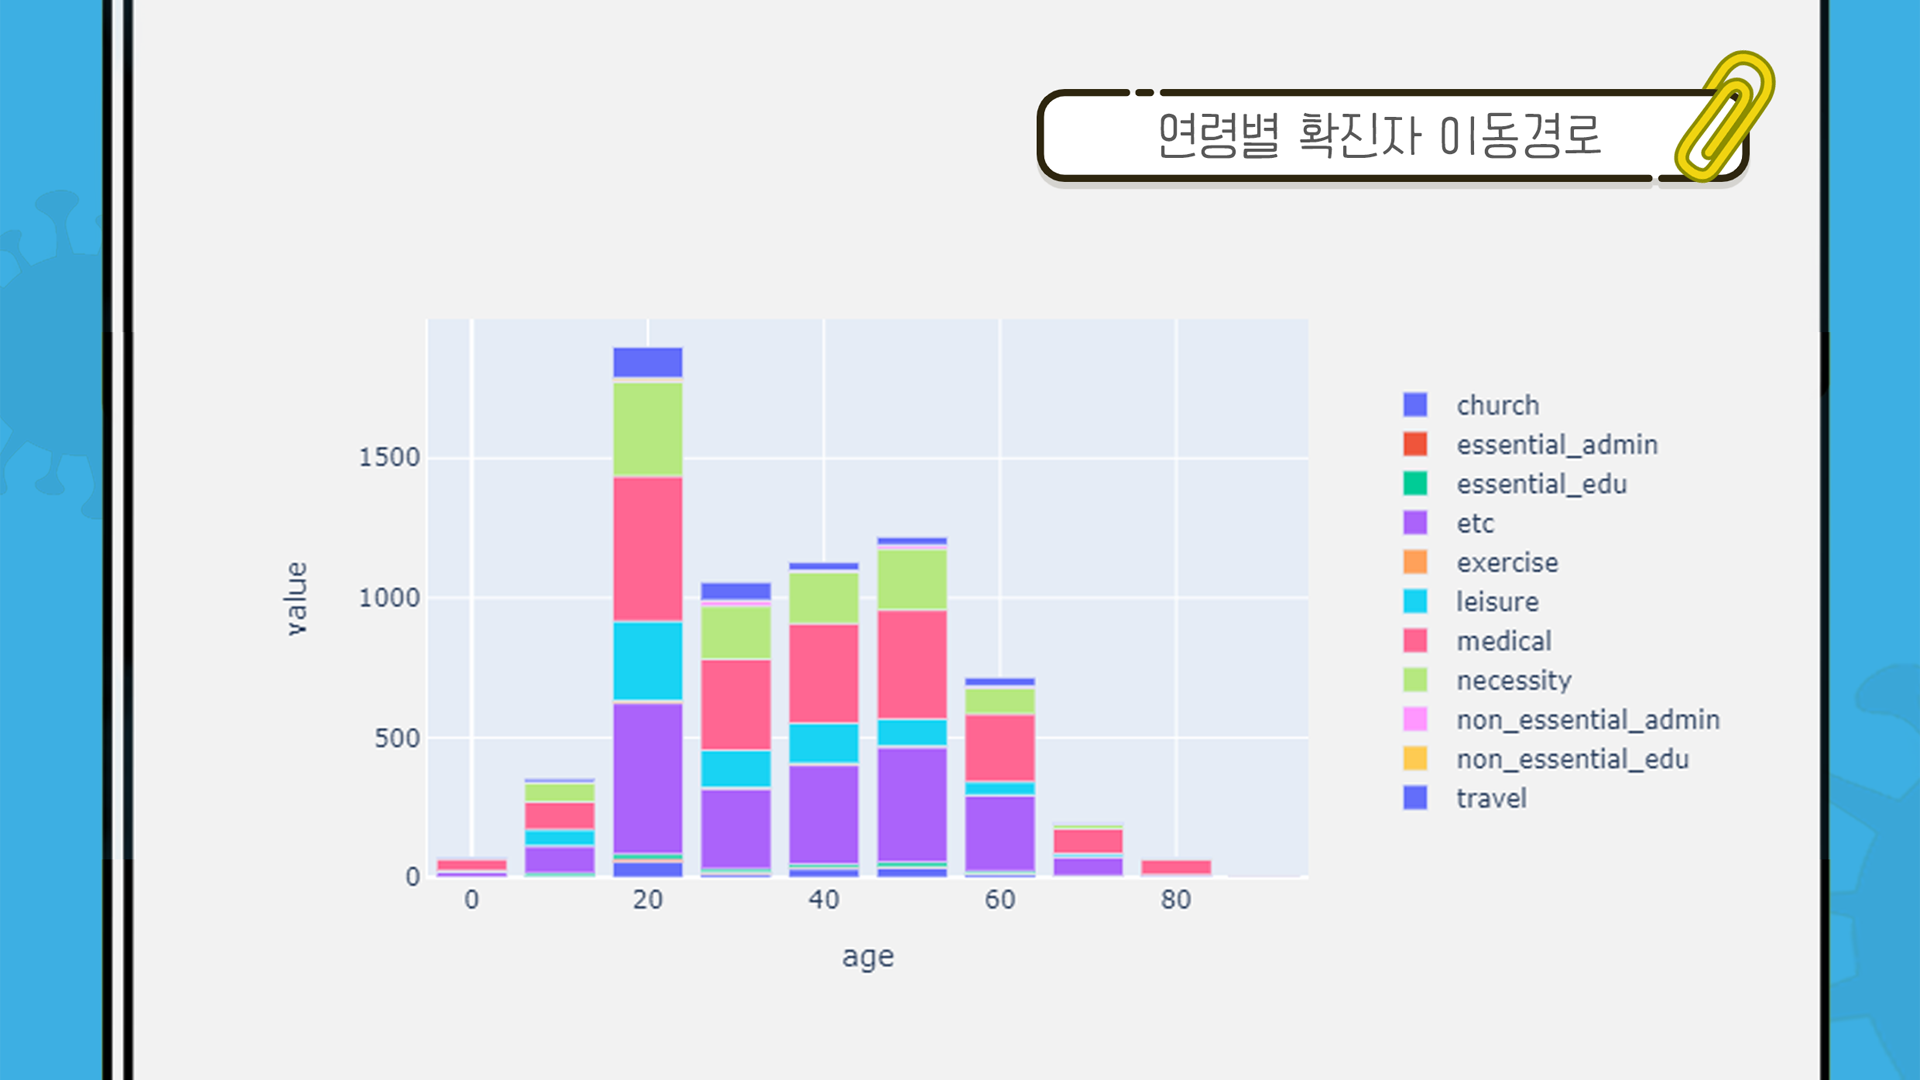 연령별 확진자 이동경로
1500
1000
500
0
value
0 20 40 60 80
age
church
essential_admin
essential_edu
etc
exercise
leisure
medical
necessity
non_essential_admin
non_essential_edu
travel